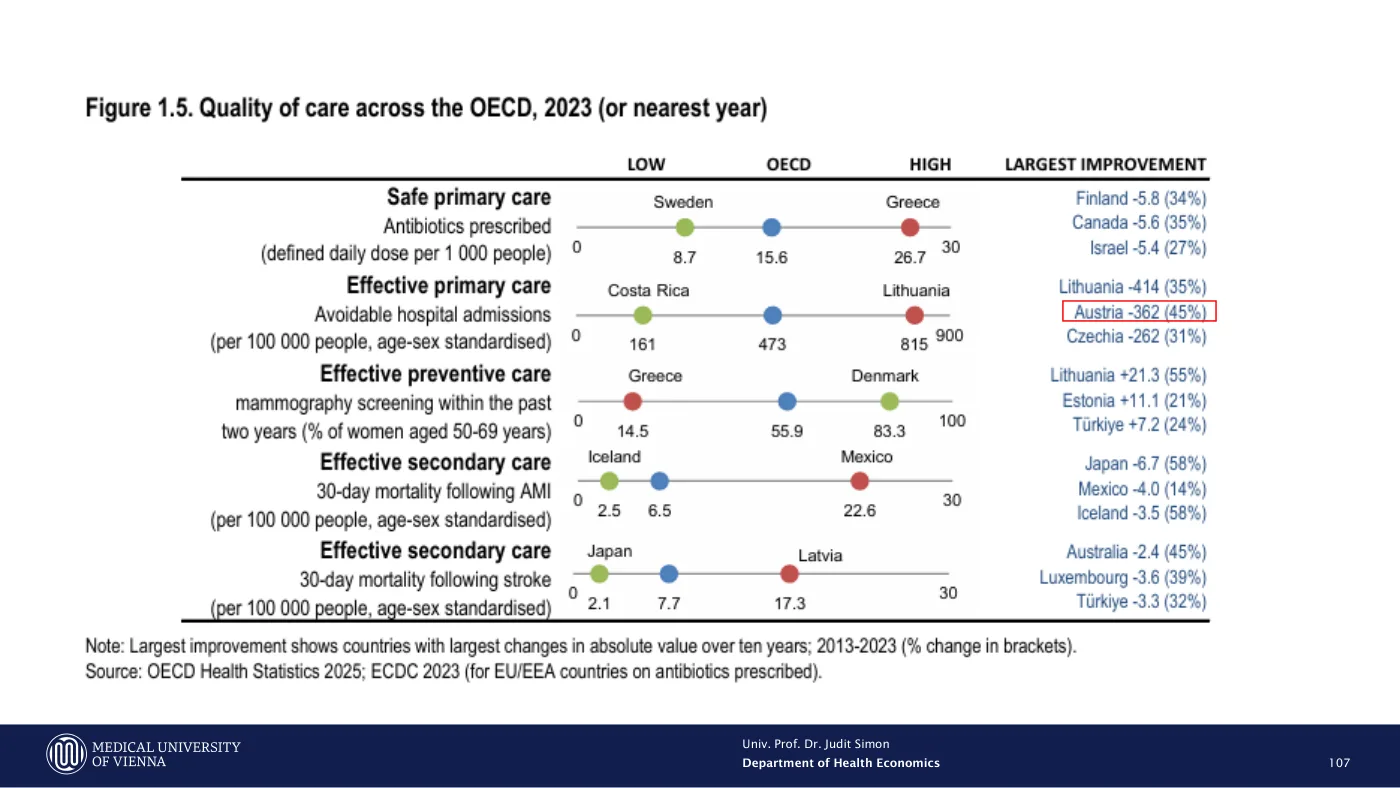 Figure 1.5. Quality of care across the OECD, 2023 (or nearest year)
LOW OECD HIGH LARGEST IMPROVEMENT
Safe primary care
Antibiotics prescribed
(defined daily dose per 1 000 people)
Sweden Greece
0 8.7 15.6 26.7 30
Finland -5.8 (34%)
Canada -5.6 (35%)
Israel -5.4 (27%)
Effective primary care
Avoidable hospital admissions
(per 100 000 people, age-sex standardised)
Costa Rica Lithuania
0 161 473 815 900
Lithuania -414 (35%)
Austria -362 (45%)
Czechia -262 (31%)
Effective preventive care
mammography screening within the past
two years (% of women aged 50-69 years)
Greece Denmark
0 14.5 55.9 83.3 100
Lithuania +21.3 (55%)
Estonia +11.1 (21%)
Türkiye +7.2 (24%)
Effective secondary care
30-day mortality following AMI
(per 100 000 people, age-sex standardised)
Iceland Mexico
0 2.5 6.5 22.6 30
Japan -6.7 (58%)
Mexico -4.0 (14%)
Iceland -3.5 (58%)
Effective secondary care
30-day mortality following stroke
(per 100 000 people, age-sex standardised)
Japan Latvia
0 2.1 7.7 17.3 30
Australia -2.4 (45%)
Luxembourg -3.6 (39%)
Türkiye -3.3 (32%)
Note: Largest improvement shows countries with largest changes in absolute value over ten years; 2013-2023 (% change in brackets).
Source: OECD Health Statistics 2025; ECDC 2023 (for EU/EEA countries on antibiotics prescribed).
MEDICAL UNIVERSITY
OF VIENNA
Univ. Prof. Dr. Judit Simon
Department of Health Economics
107